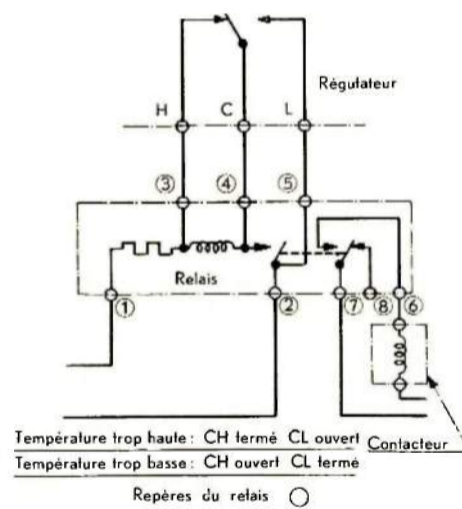 Régulateur
H C L
③ ④ ⑤
Relais
① ② ⑦ ⑧ ⑥
Température trop haute : CH fermé CL ouvert
Contacteur
Température trop basse : CH ouvert CL fermé
Repères du relais ○